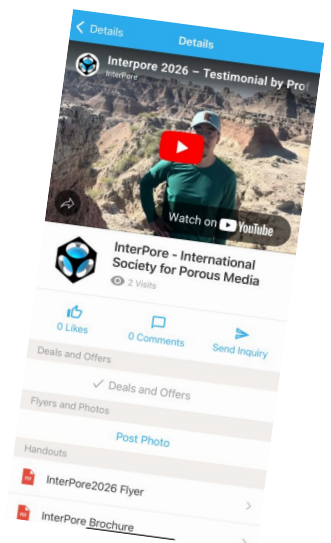 Details
Details
Interpore 2026 – Testimonial by Pro
InterPore
Watch on YouTube
InterPore - International
Society for Porous Media
2 Visits
0 Likes
0 Comments
Send Inquiry
Deals and Offers
Deals and Offers
Flyers and Photos
Post Photo
Handouts
PDF
InterPore2026 Flyer
PDF
InterPore Brochure